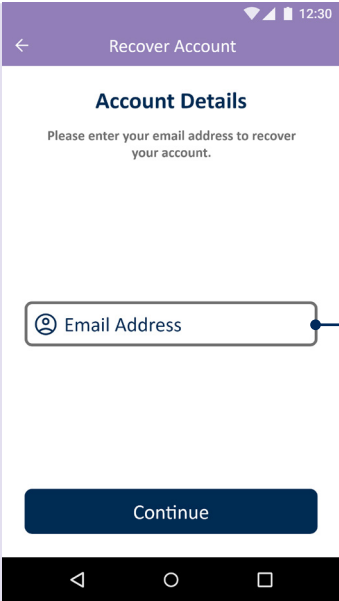 12:30
Recover Account
Account Details
Please enter your email address to recover
your account.
Email Address
Continue